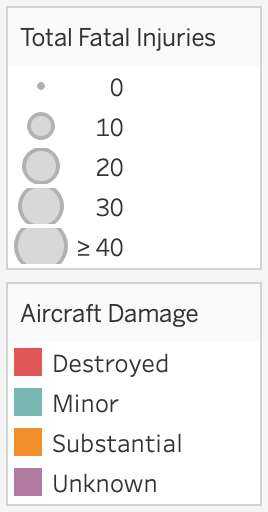 Total Fatal Injuries
0
10
20
30
≥ 40
Aircraft Damage
Destroyed
Minor
Substantial
Unknown